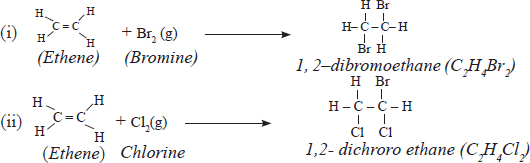 H H H Br
(i) C=C + Br₂ (g) H–C–C–H
H H Br H
(Ethene) (Bromine) 1, 2–dibromoethane (C₂H₄Br₂)
H H H Br
(ii) C=C + Cl₂(g) H–C–C–H
H H Cl Cl
(Ethene) Chlorine 1,2- dichroro ethane (C₂H₄Cl₂)